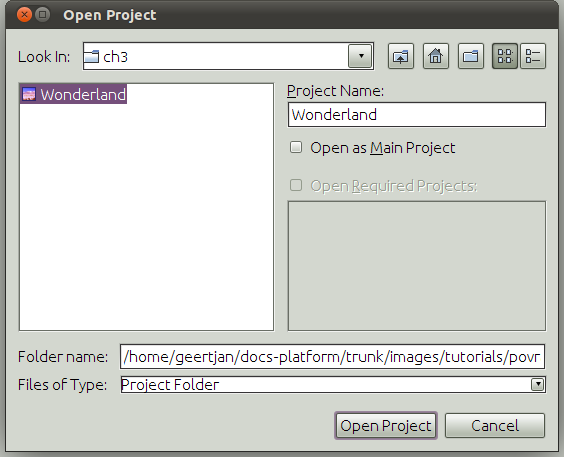 Open Project
Look In: ch3
Wonderland
Project Name:
Wonderland
Open as Main Project
Open Required Projects:
Folder name: /home/geertjan/docs-platform/trunk/images/tutorials/povr
Files of Type: Project Folder
Open Project Cancel